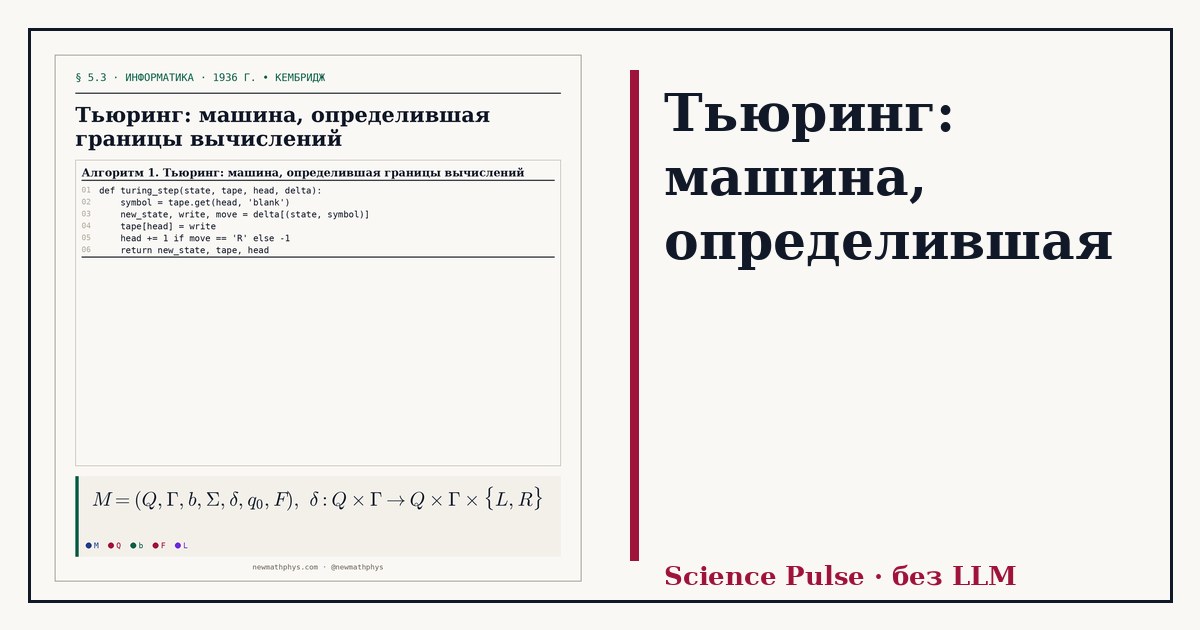 § 5.3 · ИНФОРМАТИКА · 1936 Г. • КЕМБРИДЖ
Тьюринг: машина, определившая
границы вычислений
Алгоритм 1. Тьюринг: машина, определившая границы вычислений
01 def turing_step(state, tape, head, delta):
02     symbol = tape.get(head, 'blank')
03     new_state, write, move = delta[(state, symbol)]
04     tape[head] = write
05     head += 1 if move == 'R' else -1
06     return new_state, tape, head
M = (Q, Γ, b, Σ, δ, q₀, F), δ : Q × Γ → Q × Γ × {L, R}
M Q b F L
newmathphys.com · @newmathphys
Тьюринг:
машина,
определившая
Science Pulse · без LLM